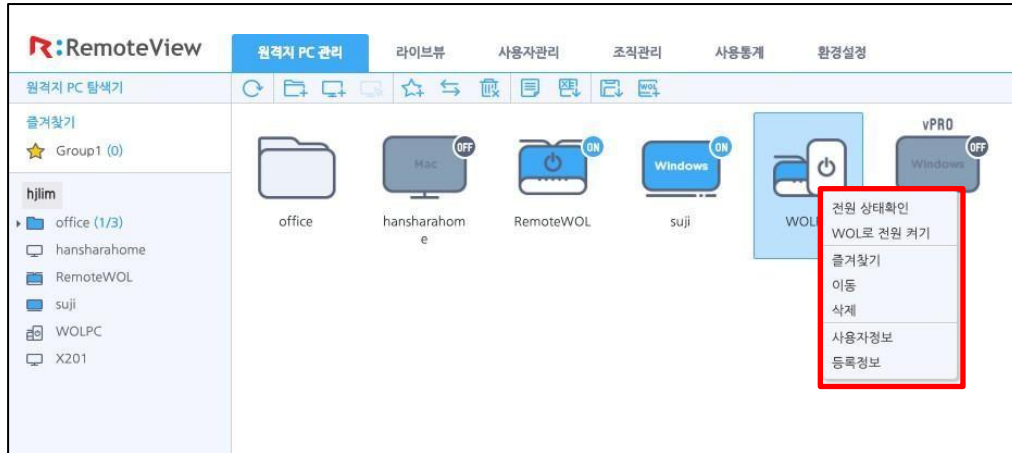 RemoteView
원격지 PC 관리 라이브뷰 사용자관리 조직관리 사용통계 환경설정
원격지 PC 탐색기
즐겨찾기
Group1 (0)
hjlim
office (1/3)
hansharahome
RemoteWOL
suji
WOLPC
X201
Mac OFF
ON
Windows ON
vPRO
Windows OFF
office
hansharahom
e
RemoteWOL
suji
전원 상태확인
WOL로 전원 켜기
즐겨찾기
이동
삭제
사용자정보
등록정보